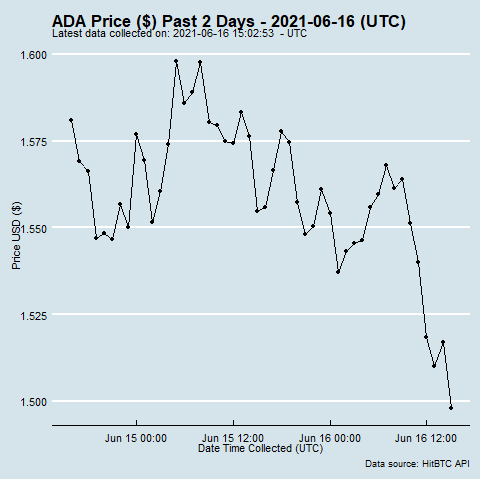 ADA Price ($) Past 2 Days - 2021-06-16 (UTC)
Latest data collected on: 2021-06-16 15:02:53 - UTC
1.600
1.575
1.550
1.525
1.500
Price USD ($)
Jun 15 00:00 Jun 15 12:00 Jun 16 00:00 Jun 16 12:00
Date Time Collected (UTC)
Data source: HitBTC API